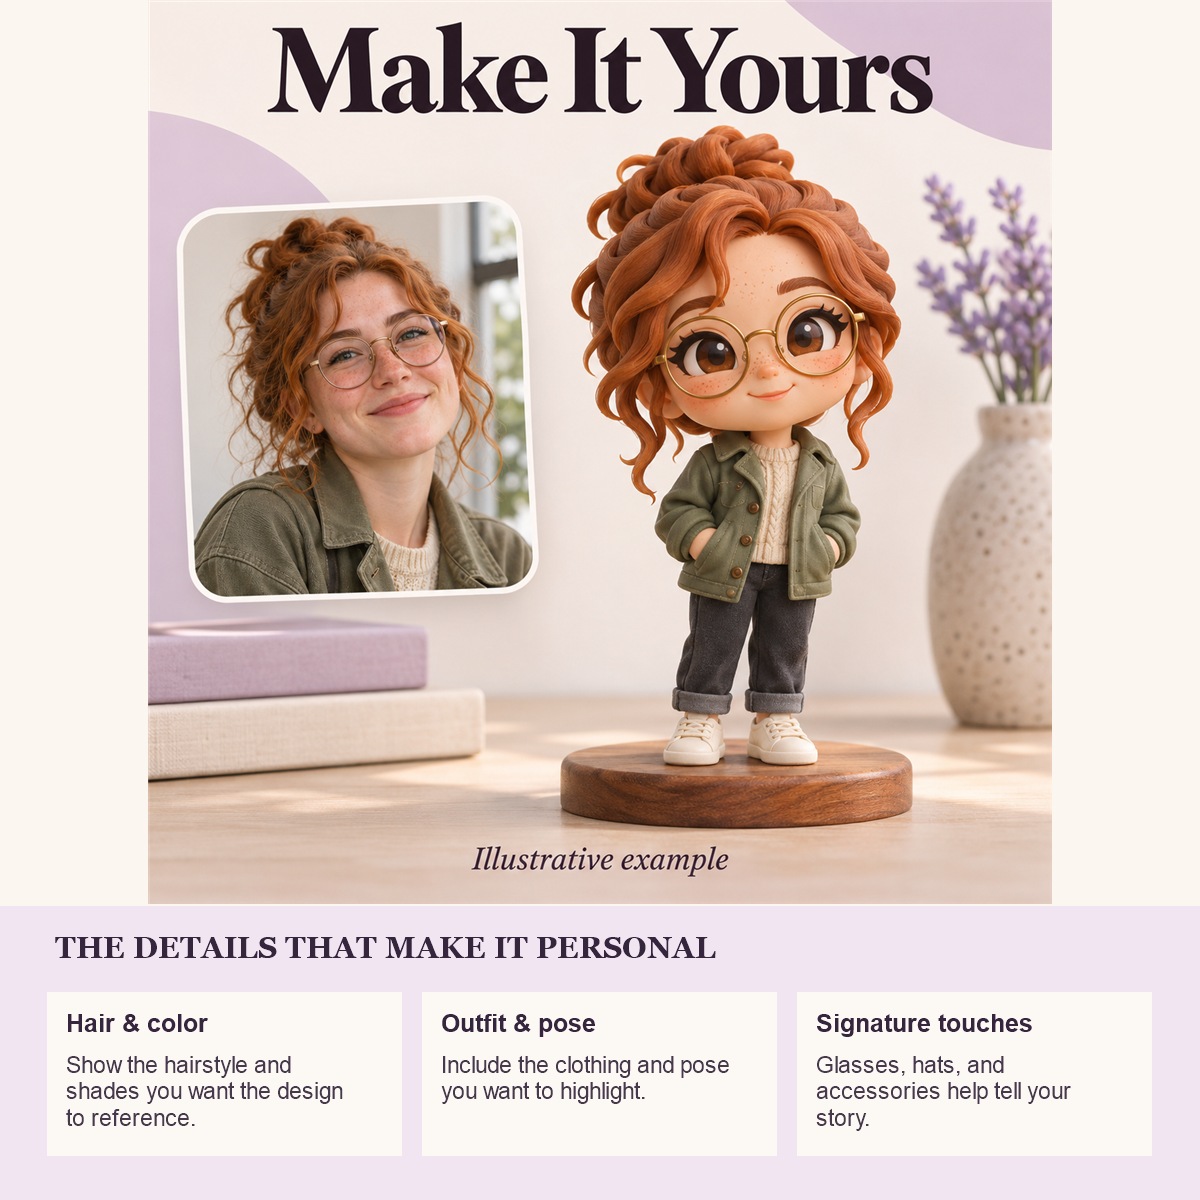 Make It Yours
Illustrative example
THE DETAILS THAT MAKE IT PERSONAL
Hair & color
Show the hairstyle and
shades you want the design
to reference.
Outfit & pose
Include the clothing and pose
you want to highlight.
Signature touches
Glasses, hats, and
accessories help tell your
story.